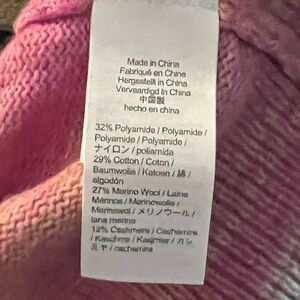 Made in China
Fabriqué en Chine
Hergestellt in China
Vervaardigd in China
中国製
hecho en china
32% Polyamide / Polyamide /
Polyamide / Polyamide /
ナイロン / poliamida
29% Cotton / Coton /
Baumwolle / Katoen / 綿 /
algodón
27% Merino Wool / Laine
Mérinos / Merinowolle /
Merinowol / メリノウール /
lana merino
12% Cashmere / Cachemire
/ Kaschmir / Kasjmier / カシ
ミヤ / cachemira